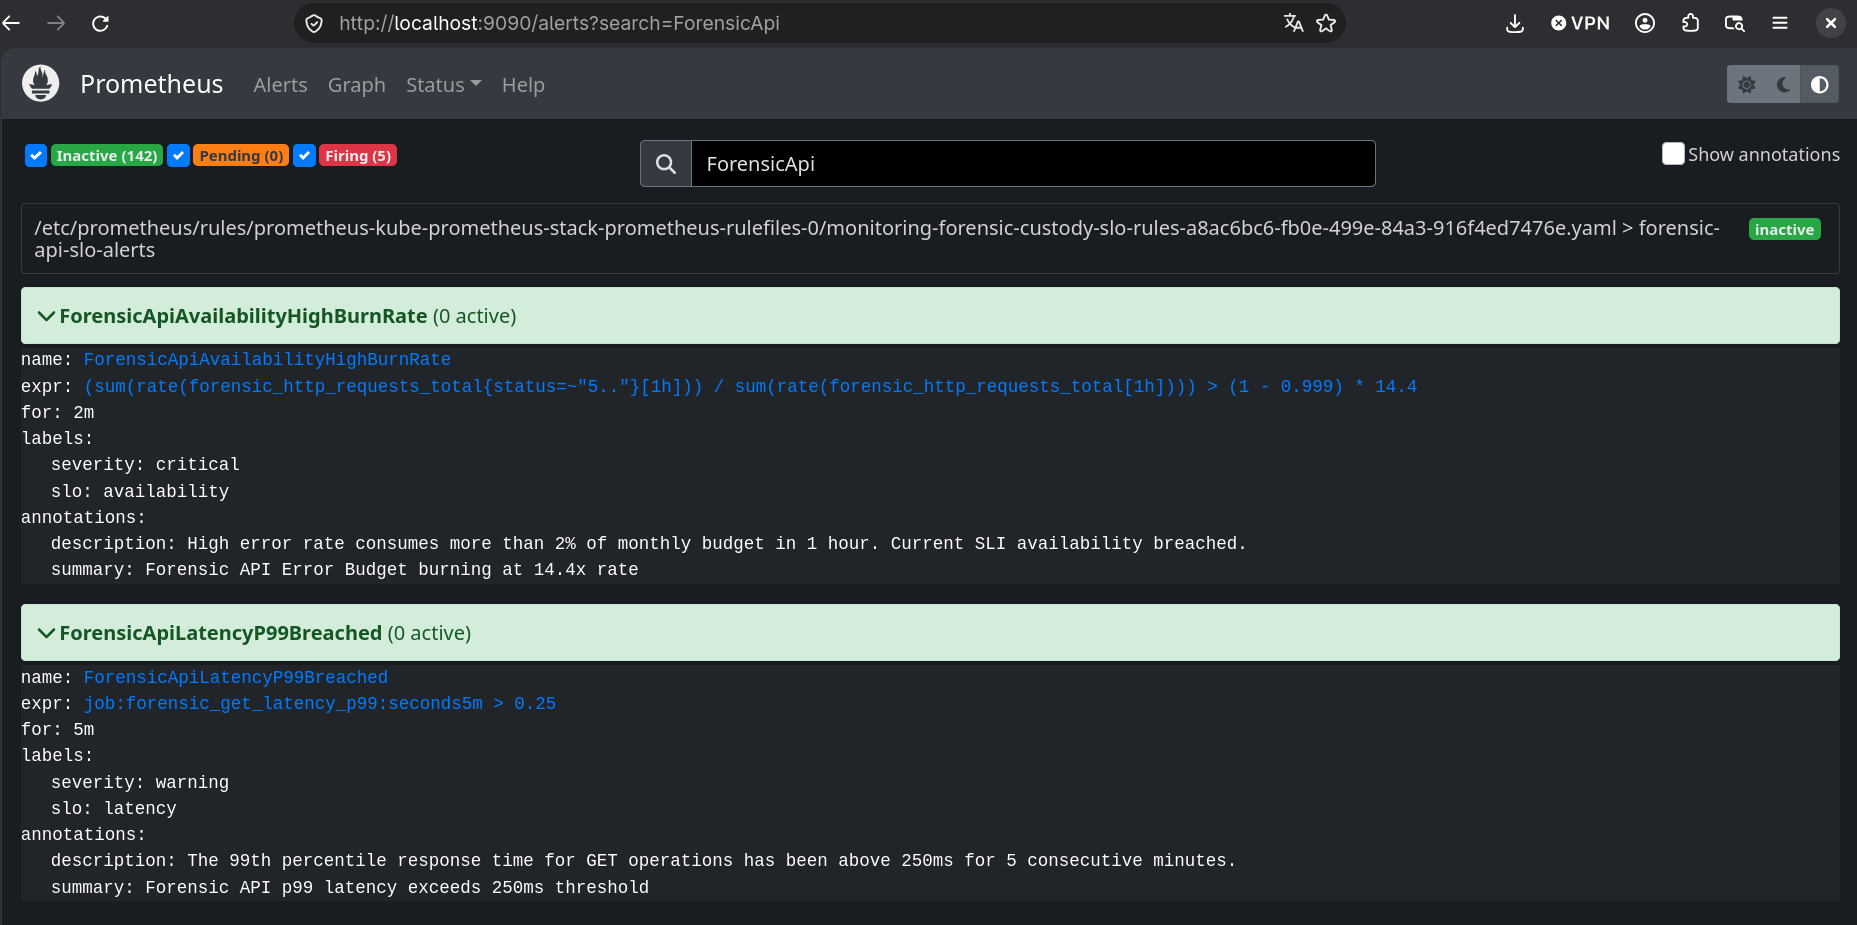 http://localhost:9090/alerts?search=ForensicApi
VPN
Prometheus Alerts Graph Status Help
Inactive (142) Pending (0) Firing (5)
ForensicApi
Show annotations
/etc/prometheus/rules/prometheus-kube-prometheus-stack-prometheus-rulefiles-0/monitoring-forensic-custody-slo-rules-a8ac6bc6-fb0e-499e-84a3-916f4ed7476e.yaml > forensic-
api-slo-alerts
inactive
ForensicApiAvailabilityHighBurnRate (0 active)
name: ForensicApiAvailabilityHighBurnRate
expr: (sum(rate(forensic_http_requests_total{status=~"5.."}[1h])) / sum(rate(forensic_http_requests_total[1h]))) > (1 - 0.999) * 14.4
for: 2m
labels:
severity: critical
slo: availability
annotations:
description: High error rate consumes more than 2% of monthly budget in 1 hour. Current SLI availability breached.
summary: Forensic API Error Budget burning at 14.4x rate
ForensicApiLatencyP99Breached (0 active)
name: ForensicApiLatencyP99Breached
expr: job:forensic_get_latency_p99:seconds5m > 0.25
for: 5m
labels:
severity: warning
slo: latency
annotations:
description: The 99th percentile response time for GET operations has been above 250ms for 5 consecutive minutes.
summary: Forensic API p99 latency exceeds 250ms threshold